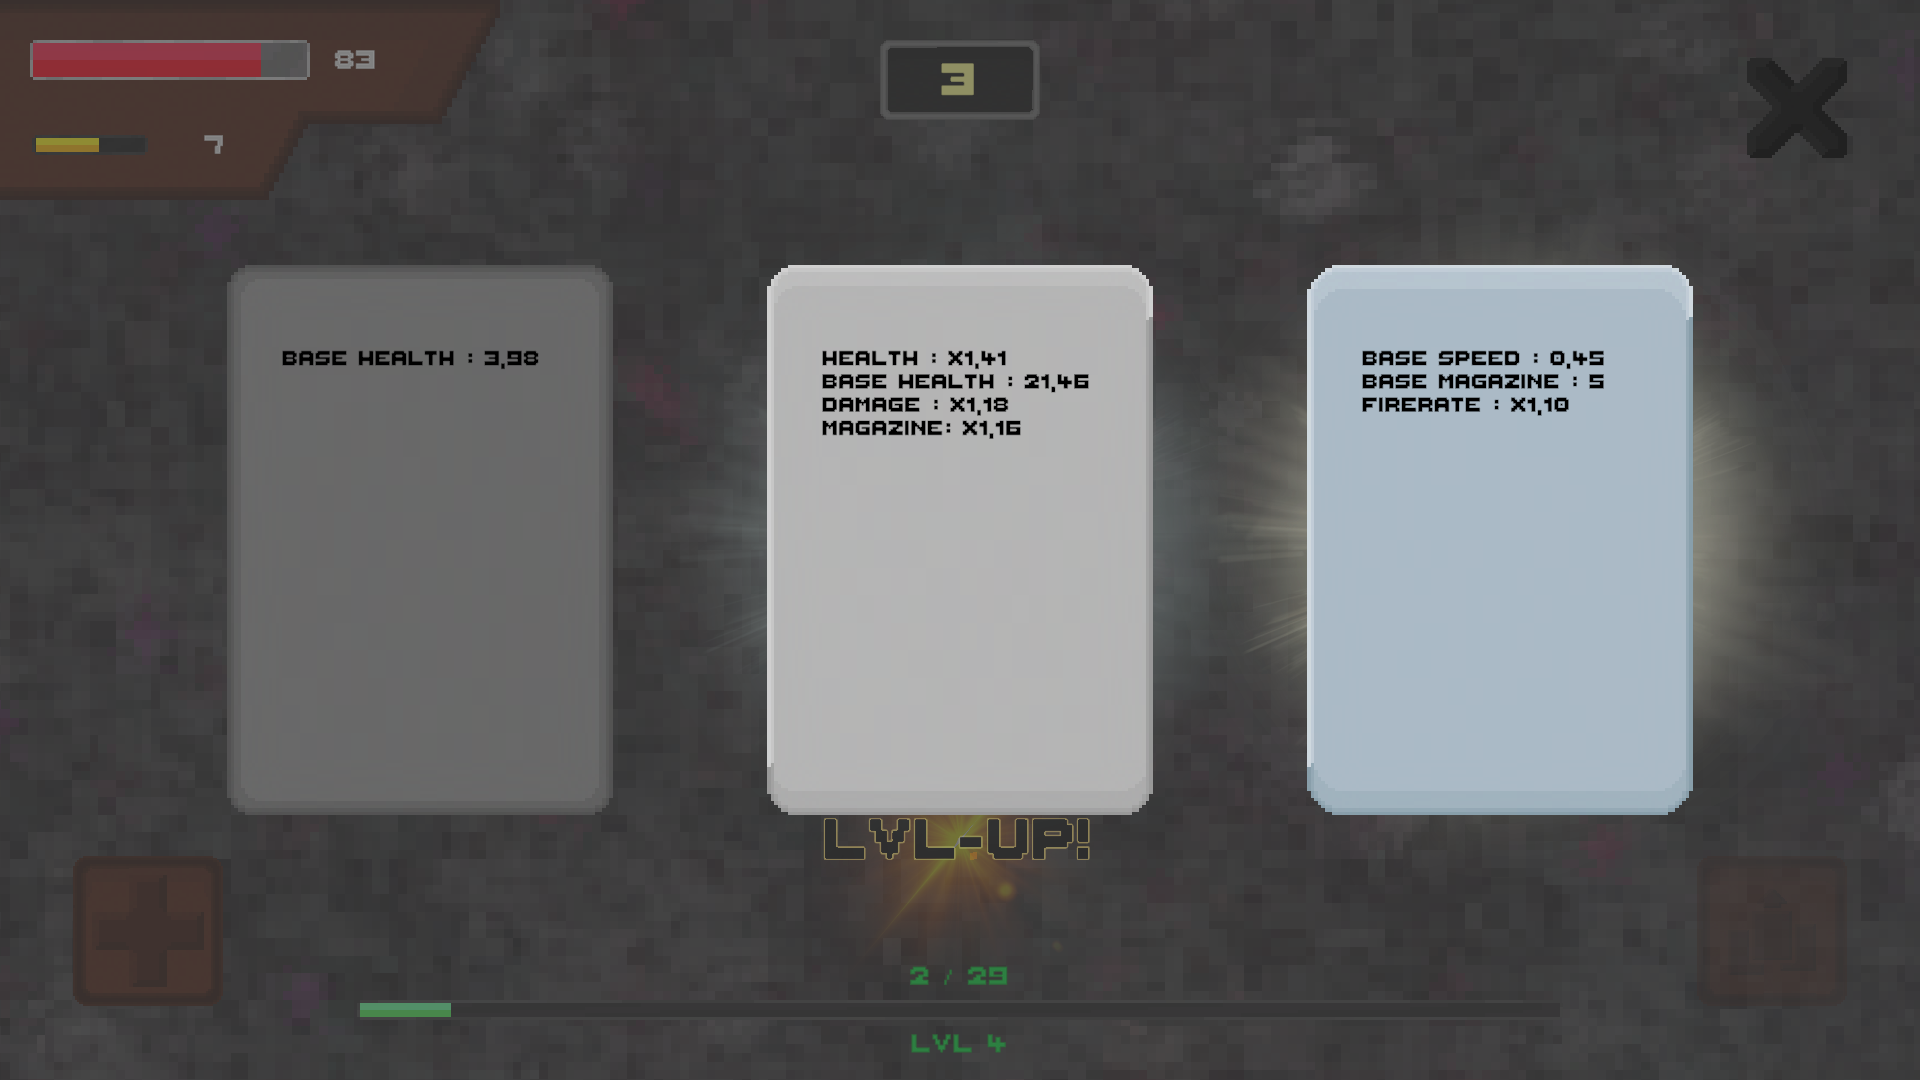 83
3
7
BASE HEALTH : 3,98
HEALTH : X1,41
BASE HEALTH : 21,46
DAMAGE : X1,18
MAGAZINE: X1,16
BASE SPEED : 0,45
BASE MAGAZINE : 5
FIRERATE : X1,10
LVL-UP!
2 / 29
LVL 4